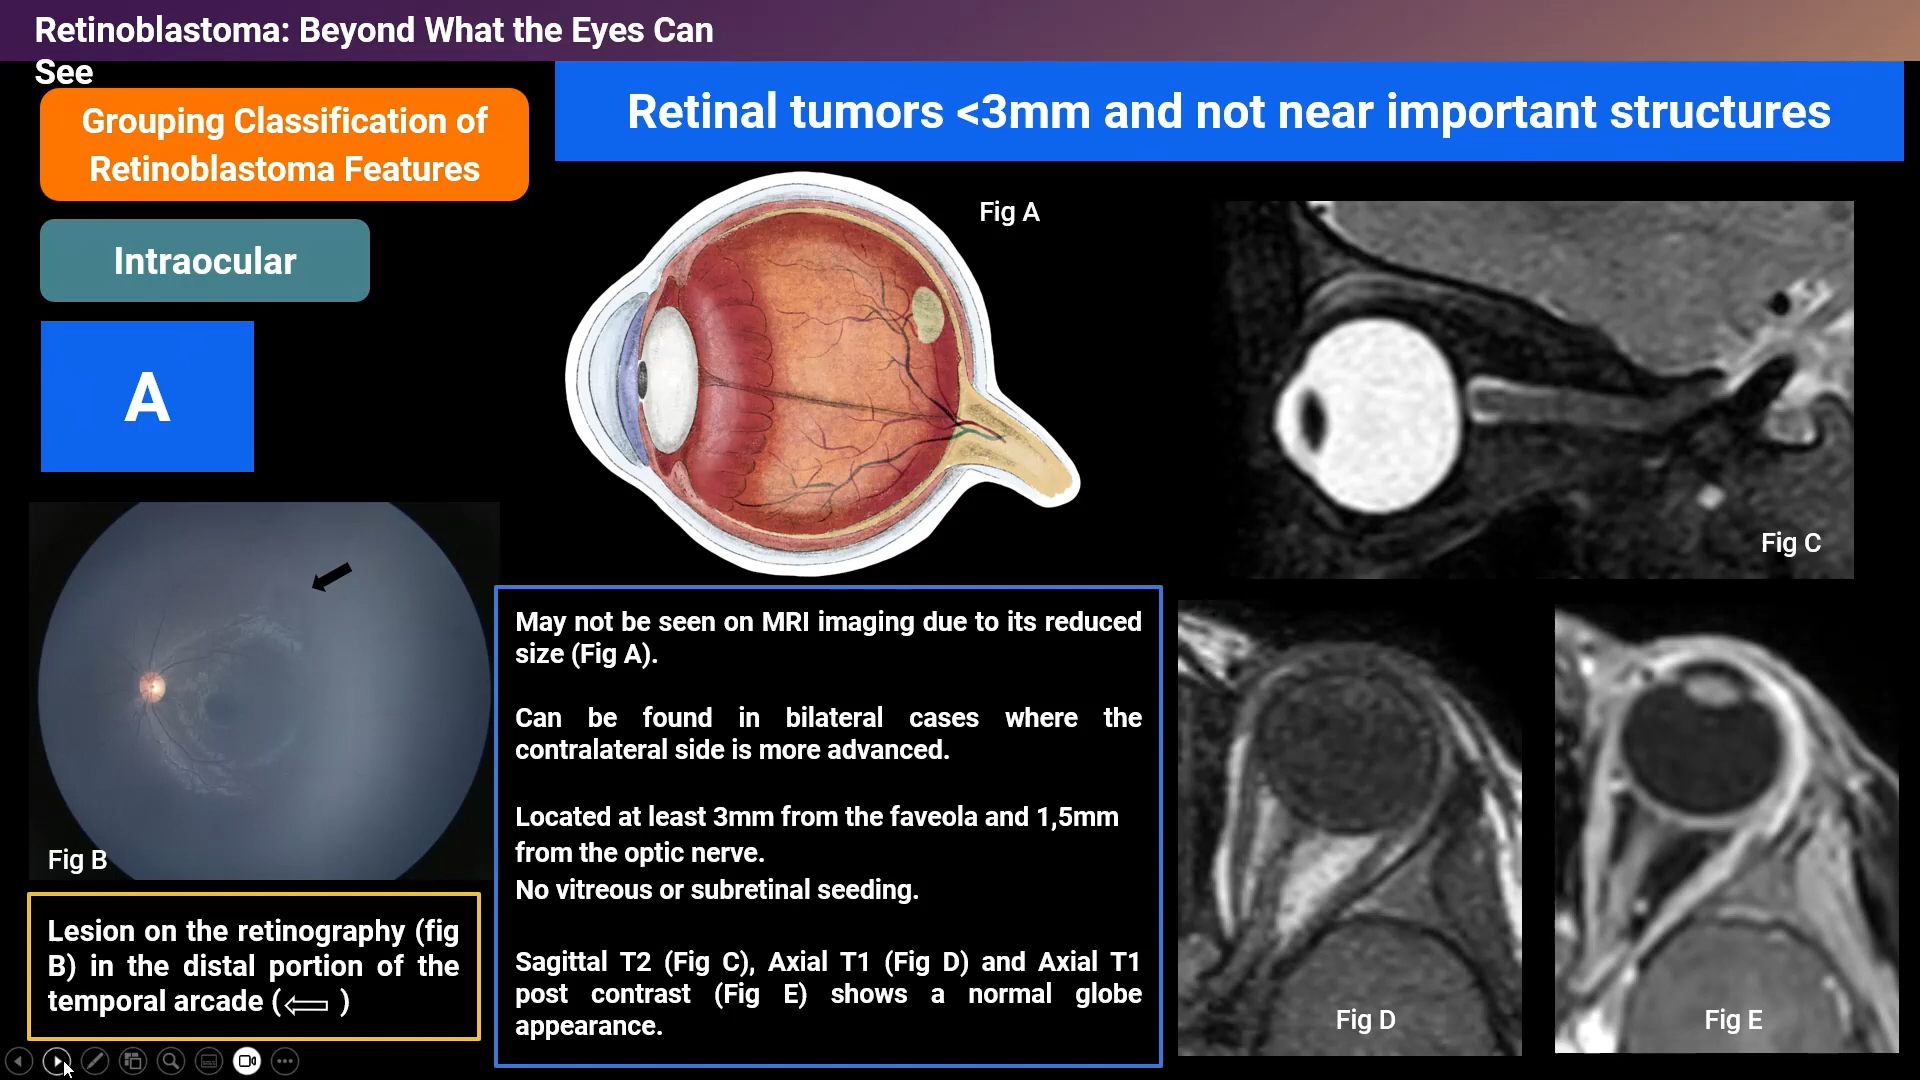 Retinoblastoma: Beyond What the Eyes Can
See
Grouping Classification of
Retinoblastoma Features
Retinal tumors <3mm and not near important structures
Intraocular
A
Fig A
Fig C
Fig B
Lesion on the retinography (fig
B) in the distal portion of the
temporal arcade (⇐ )
May not be seen on MRI imaging due to its reduced
size (Fig A).
Can be found in bilateral cases where the
contralateral side is more advanced.
Located at least 3mm from the faveola and 1,5mm
from the optic nerve.
No vitreous or subretinal seeding.
Sagittal T2 (Fig C), Axial T1 (Fig D) and Axial T1
post contrast (Fig E) shows a normal globe
appearance.
Fig D
Fig E